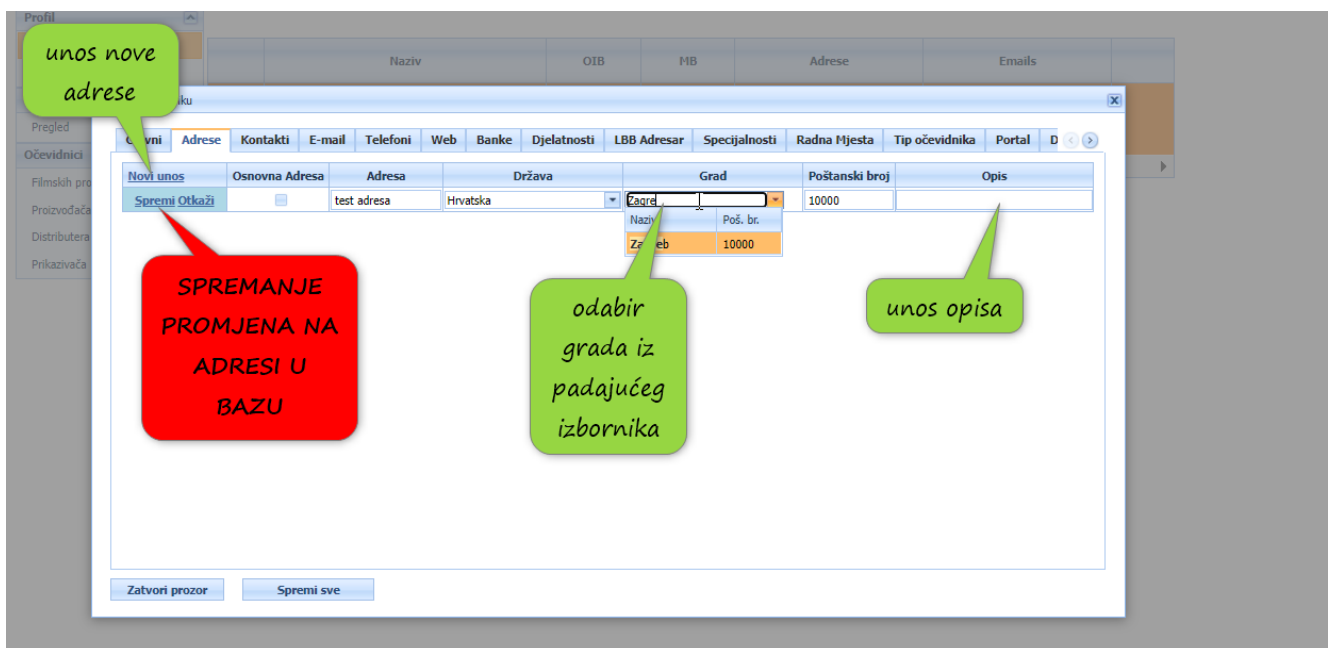 Profil
unos nove
adrese
Naziv OIB MB Adrese Emails
Pregled
Očevidnici
Filmskih
Proizvođača
Distributera
Prikazivača
Adrese Kontakti E-mail Telefoni Web Banke Djelatnosti LBB Adresar Specijalnosti Radna Mjesta Tip očevidnika Portal
Novi unos Osnovna Adresa Adresa Država Grad Poštanski broj Opis
Spremi Otkaži test adresa Hrvatska Zagre 10000
Naziv Poš. br.
Zagreb 10000
SPREMANJE
PROMJENA NA
ADRESI U
BAZU
odabir
grada iz
padajućeg
izbornika
unos opisa
Zatvori prozor Spremi sve